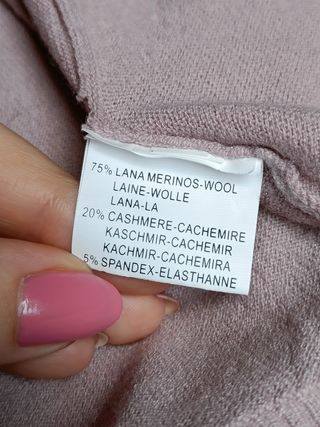 75% LANA MERINOS-WOOL
LAINE-WOLLE
LANA-LA
20% CASHMERE-CACHEMIRE
KASCHMIR-CACHEMIR
KACHMIR-CACHEMIRA
5% SPANDEX-ELASTHANNE